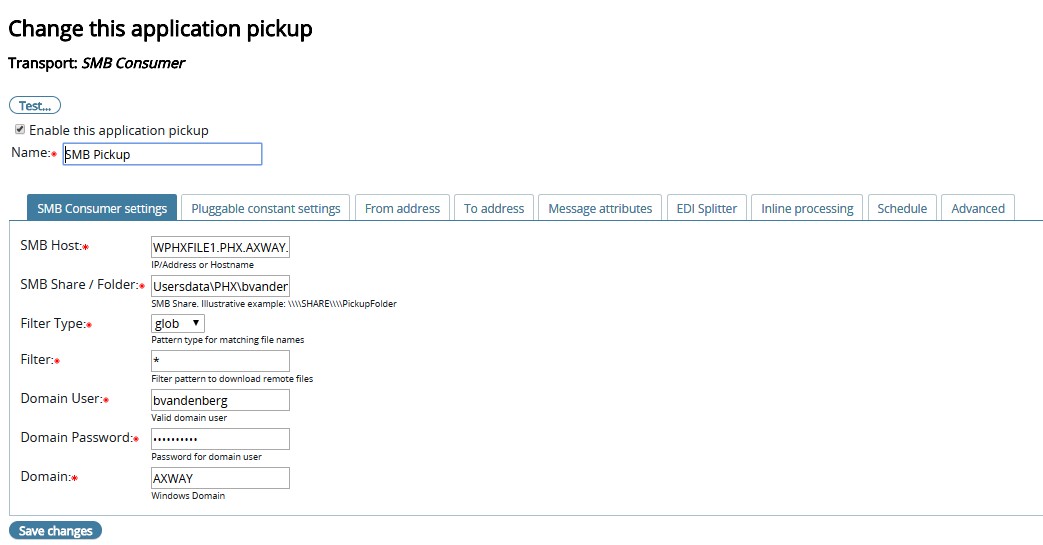 Change this application pickup
Transport: SMB Consumer
Test...
Enable this application pickup
Name:* SMB Pickup
SMB Consumer settings Pluggable constant settings From address To address Message attributes EDI Splitter Inline processing Schedule Advanced
SMB Host:* WPHXFILE1.PHX.AXWAY.
IP/Address or Hostname
SMB Share / Folder:* Usersdata\PHX\bvander
SMB Share. Illustrative example: \\\\SHARE\\\\PickupFolder
Filter Type:* glob
Pattern type for matching file names
Filter:* *
Filter pattern to download remote files
Domain User:* bvandenberg
Valid domain user
Domain Password:* ••••••••••
Password for domain user
Domain:* AXWAY
Windows Domain
Save changes